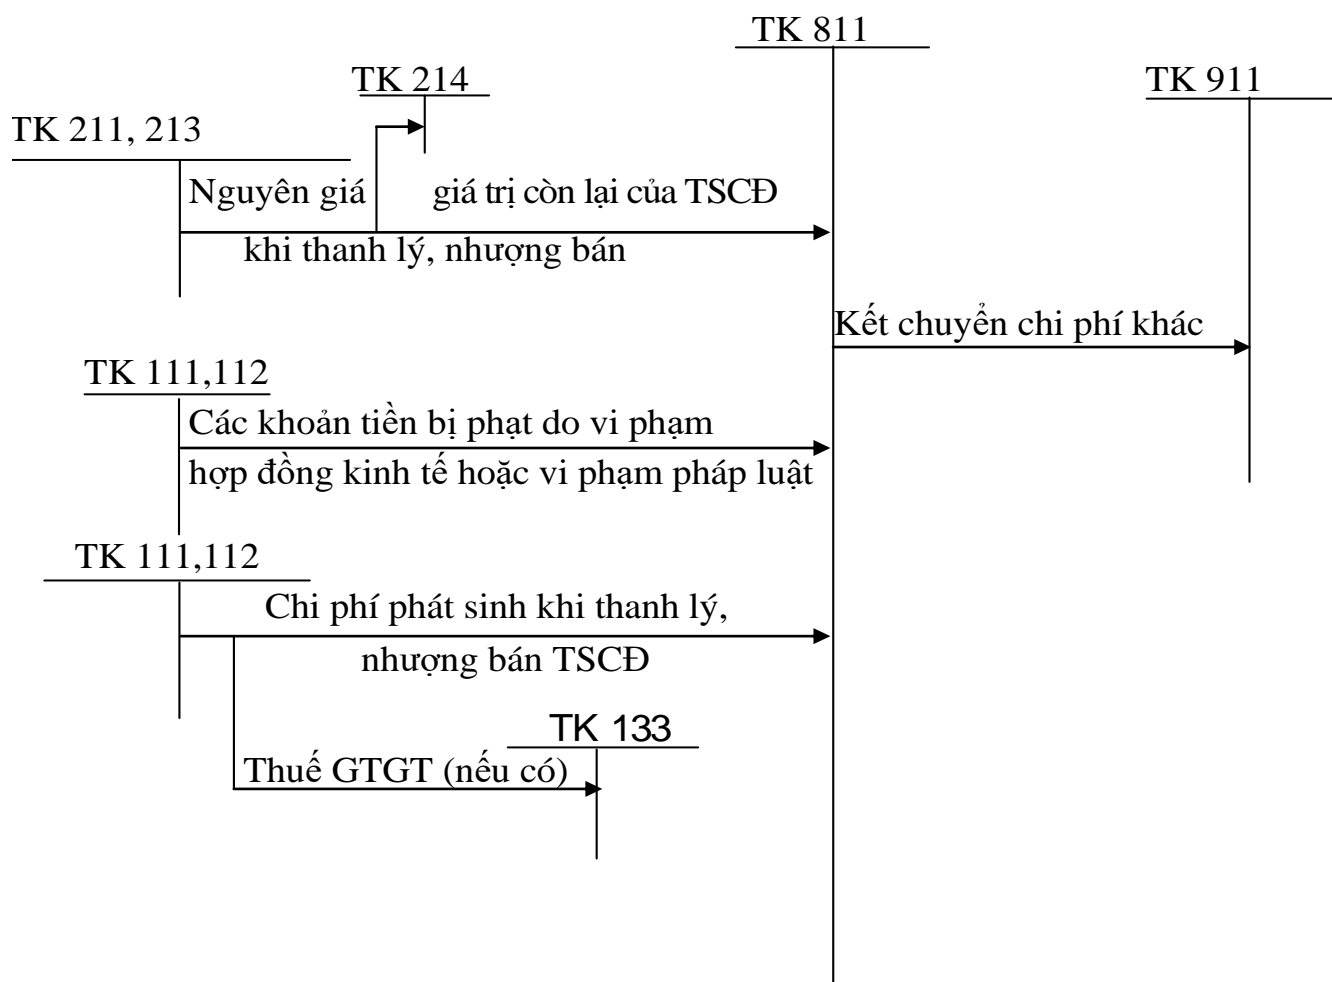 TK 811
TK 214
TK 911
TK 211, 213
Nguyên giá giá trị còn lại của TSCĐ
khi thanh lý, nhượng bán
Kết chuyển chi phí khác
TK 111,112
Các khoản tiền bị phạt do vi phạm
hợp đồng kinh tế hoặc vi phạm pháp luật
TK 111,112
Chi phí phát sinh khi thanh lý,
nhượng bán TSCĐ
TK 133
Thuế GTGT (nếu có)